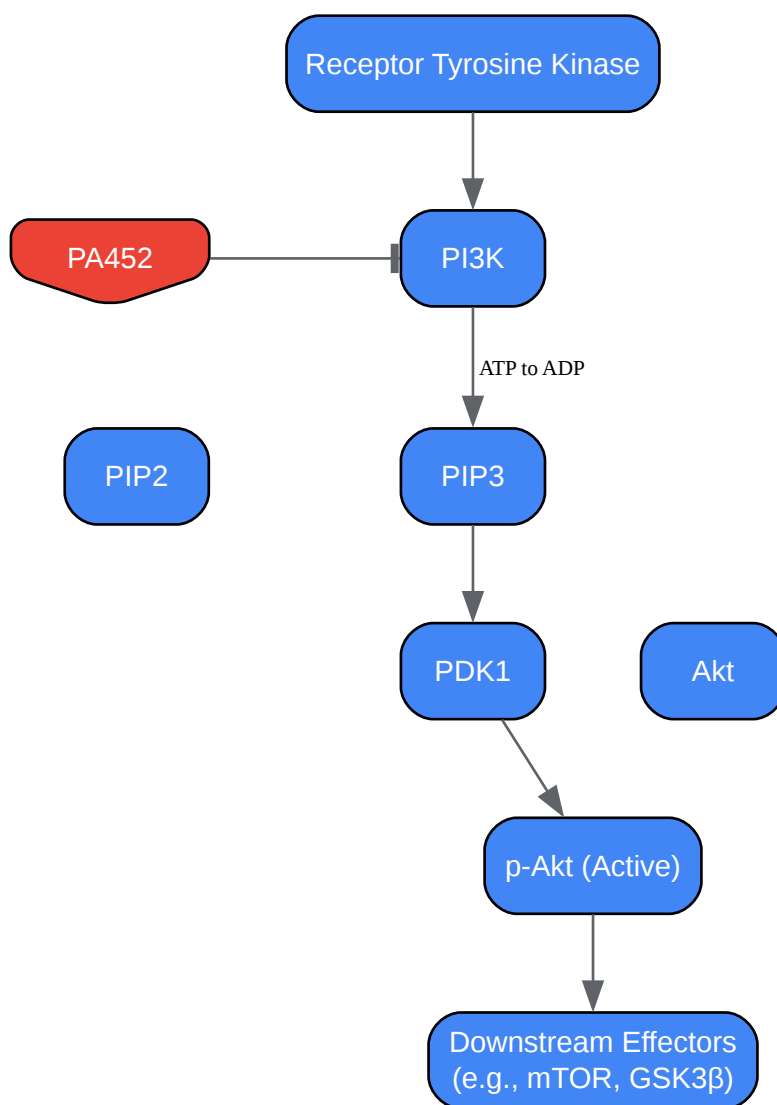 Receptor Tyrosine Kinase
PA452
PI3K
ATP to ADP
PIP2
PIP3
PDK1
Akt
p-Akt (Active)
Downstream Effectors
(e.g., mTOR, GSK3β)